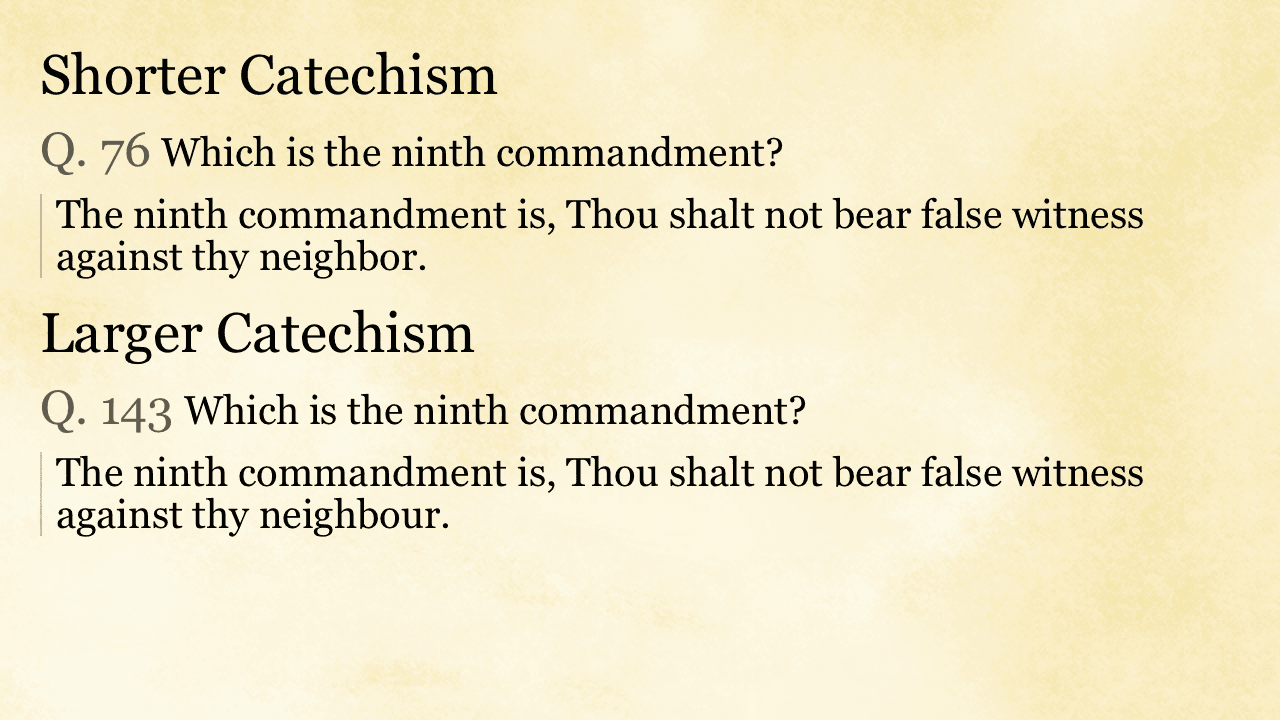 Shorter Catechism
Q. 76 Which is the ninth commandment?
The ninth commandment is, Thou shalt not bear false witness
against thy neighbor.
Larger Catechism
Q. 143 Which is the ninth commandment?
The ninth commandment is, Thou shalt not bear false witness
against thy neighbour.